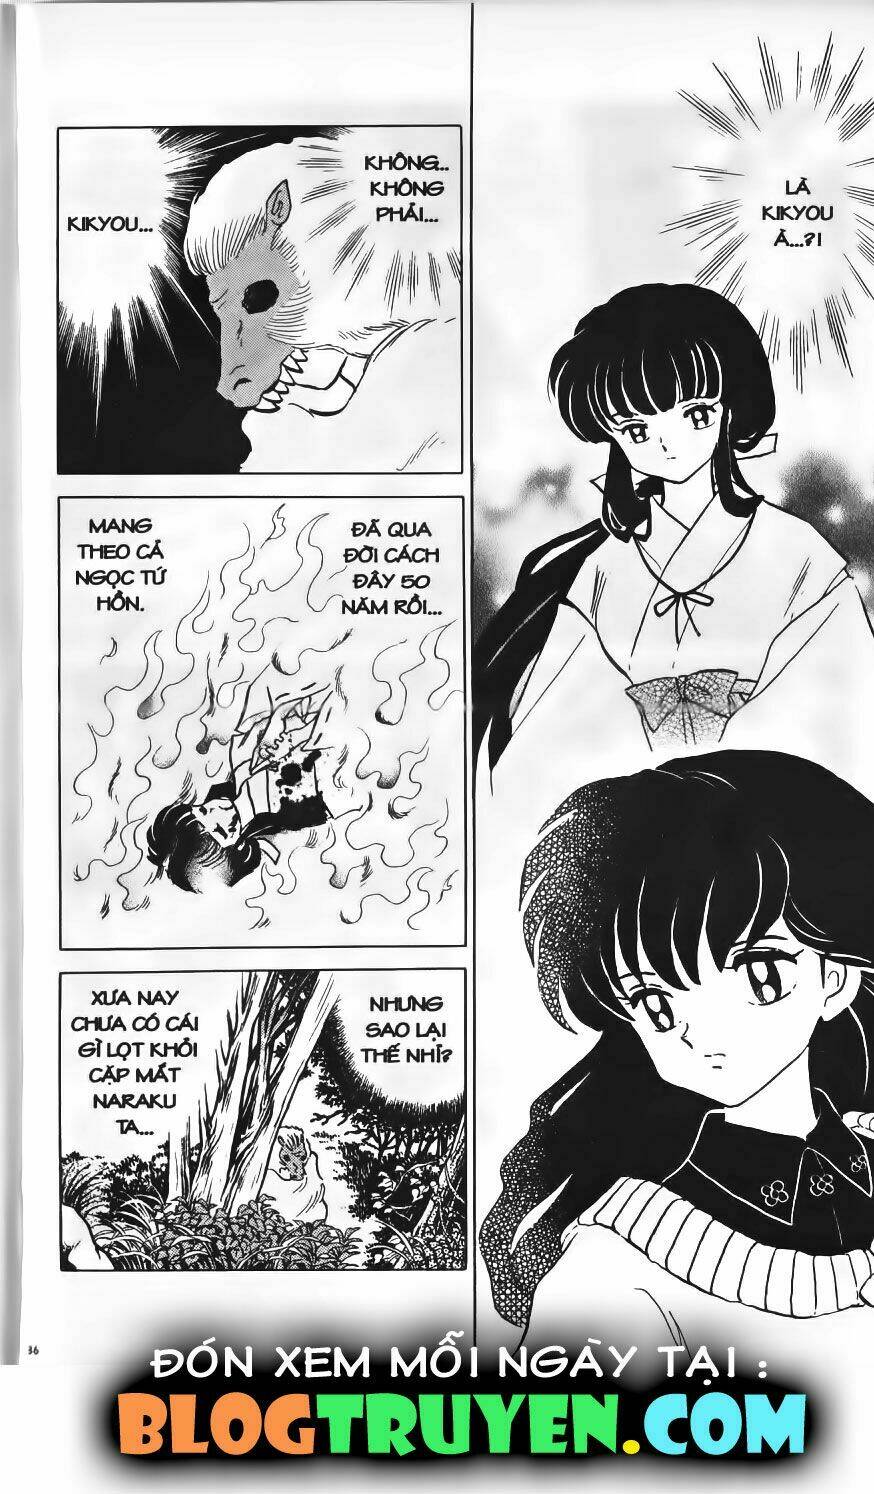 LÀ
KIKYOU
À...?!
KHÔNG...
KHÔNG
PHẢI...
KIKYOU...
ĐÃ QUA
ĐỜI CÁCH
ĐÂY 50
NĂM RỒI...
MANG
THEO CẢ
NGỌC TỨ
HỒN.
NHƯNG
SAO LẠI
THẾ NHỈ?
XƯA NAY
CHƯA CÓ CÁI
GÌ LỌT KHỎI
CẶP MẮT
NARAKU
TA...
36
ĐÓN XEM MỖI NGÀY TẠI :
BLOGTRUYEN.COM